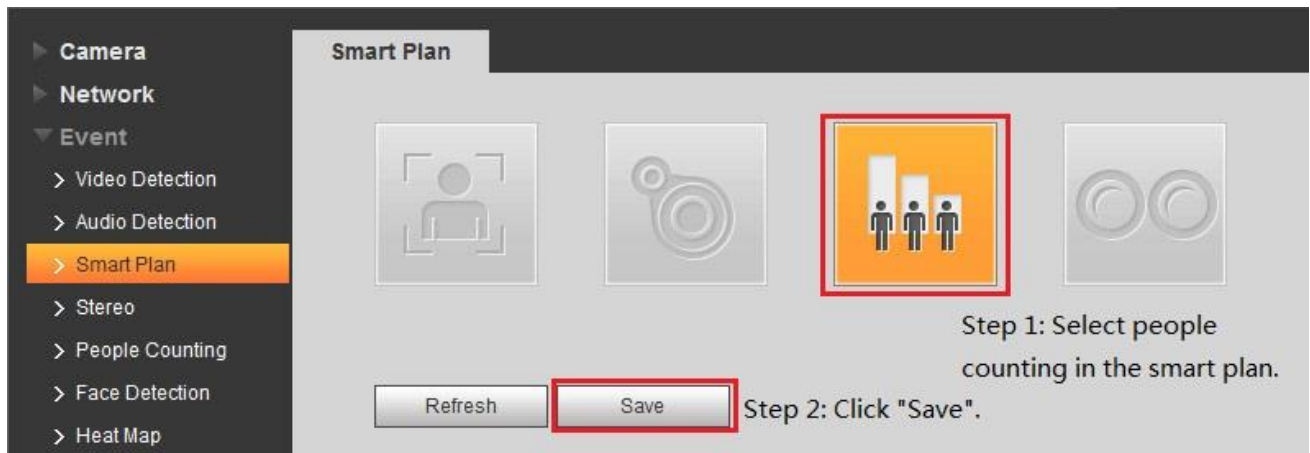 Camera
Smart Plan
Network
Event
> Video Detection
> Audio Detection
> Smart Plan
> Stereo
> People Counting
> Face Detection
> Heat Map
Step 1: Select people
counting in the smart plan.
Refresh
Save
Step 2: Click "Save".